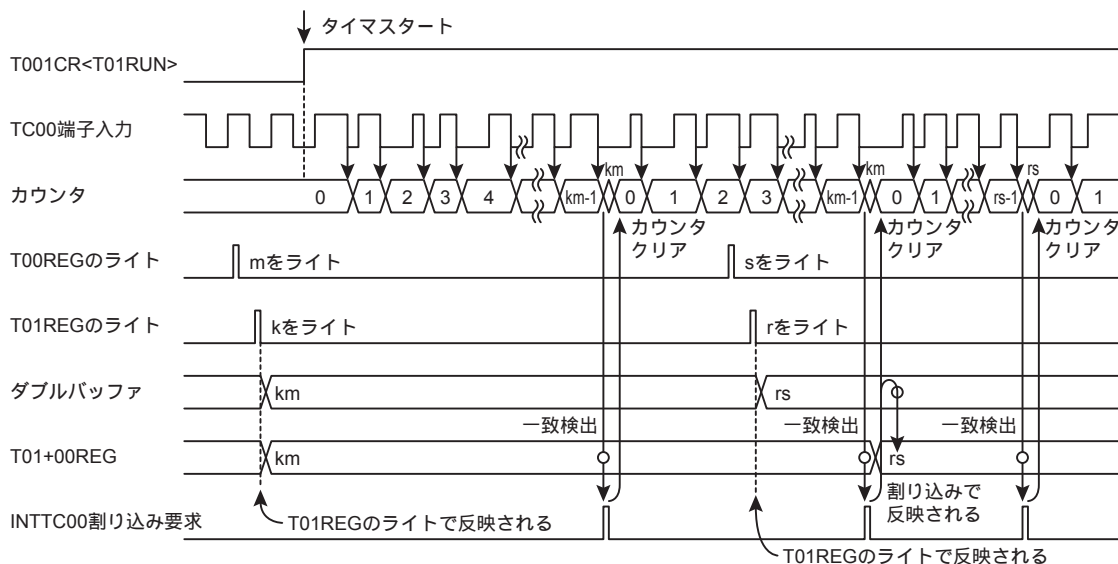 タイマスタート
T001CR<T01RUN>
TC00端子入力
カウンタ
0 1 2 3 4 km-1 km 0 1 2 3 km-1 km 0 1 rs-1 rs 0 1
カウンタ
クリア
カウンタ
クリア
カウンタ
クリア
T00REGのライト
mをライト
sをライト
T01REGのライト
kをライト
rをライト
ダブルバッファ
km
rs
一致検出
一致検出
一致検出
T01+00REG
km
rs
割り込みで
反映される
INTTC00割り込み要求
T01REGのライトで反映される
T01REGのライトで反映される